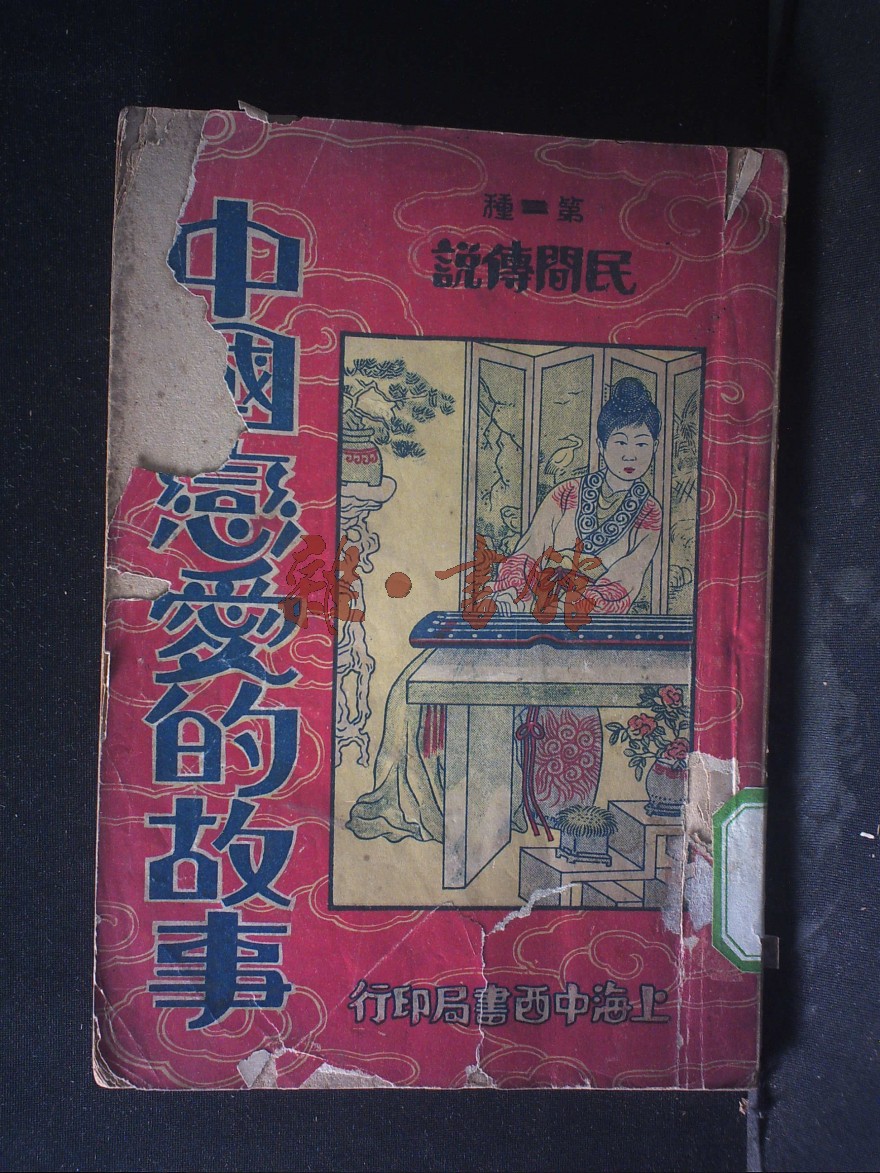 第一種
民間傳説
中國戀愛的故事
上海中西書局印行